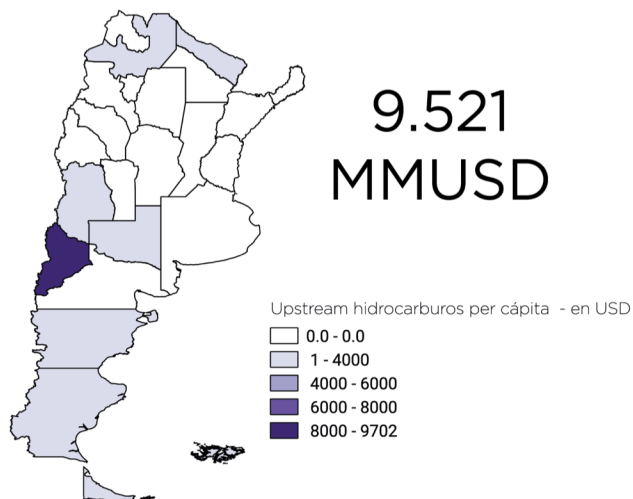 9.521
MMUSD
Upstream hidrocarburos per cápita - en USD
0.0 - 0.0
1 - 4000
4000 - 6000
6000 - 8000
8000 - 9702